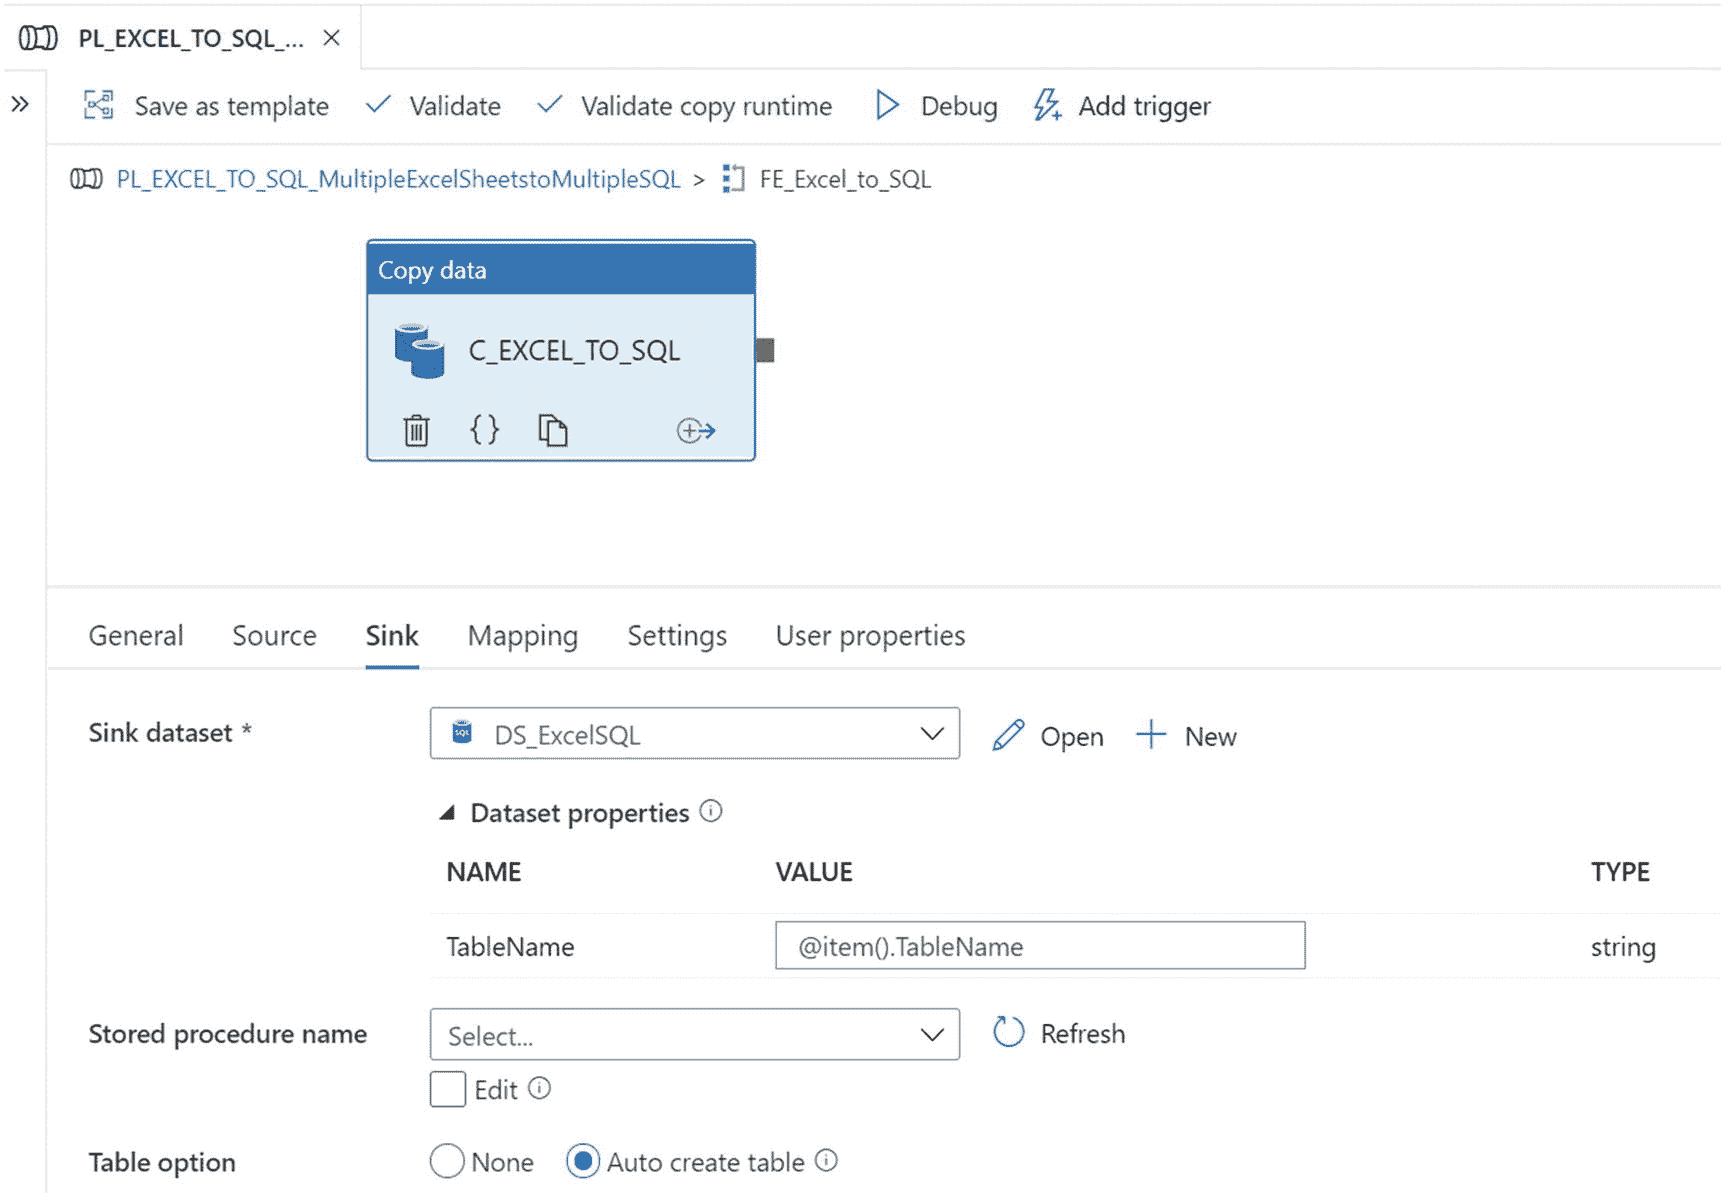 PL_EXCEL_TO_SQL_...
Save as template Validate Validate copy runtime Debug Add trigger
PL_EXCEL_TO_SQL_MultipleExcelSheetstoMultipleSQL > FE_Excel_to_SQL
Copy data
C_EXCEL_TO_SQL
General Source Sink Mapping Settings User properties
Sink dataset * SQL DS_ExcelSQL Open New
Dataset properties
NAME VALUE TYPE
TableName @item().TableName string
Stored procedure name Select... Refresh
Edit
Table option None Auto create table